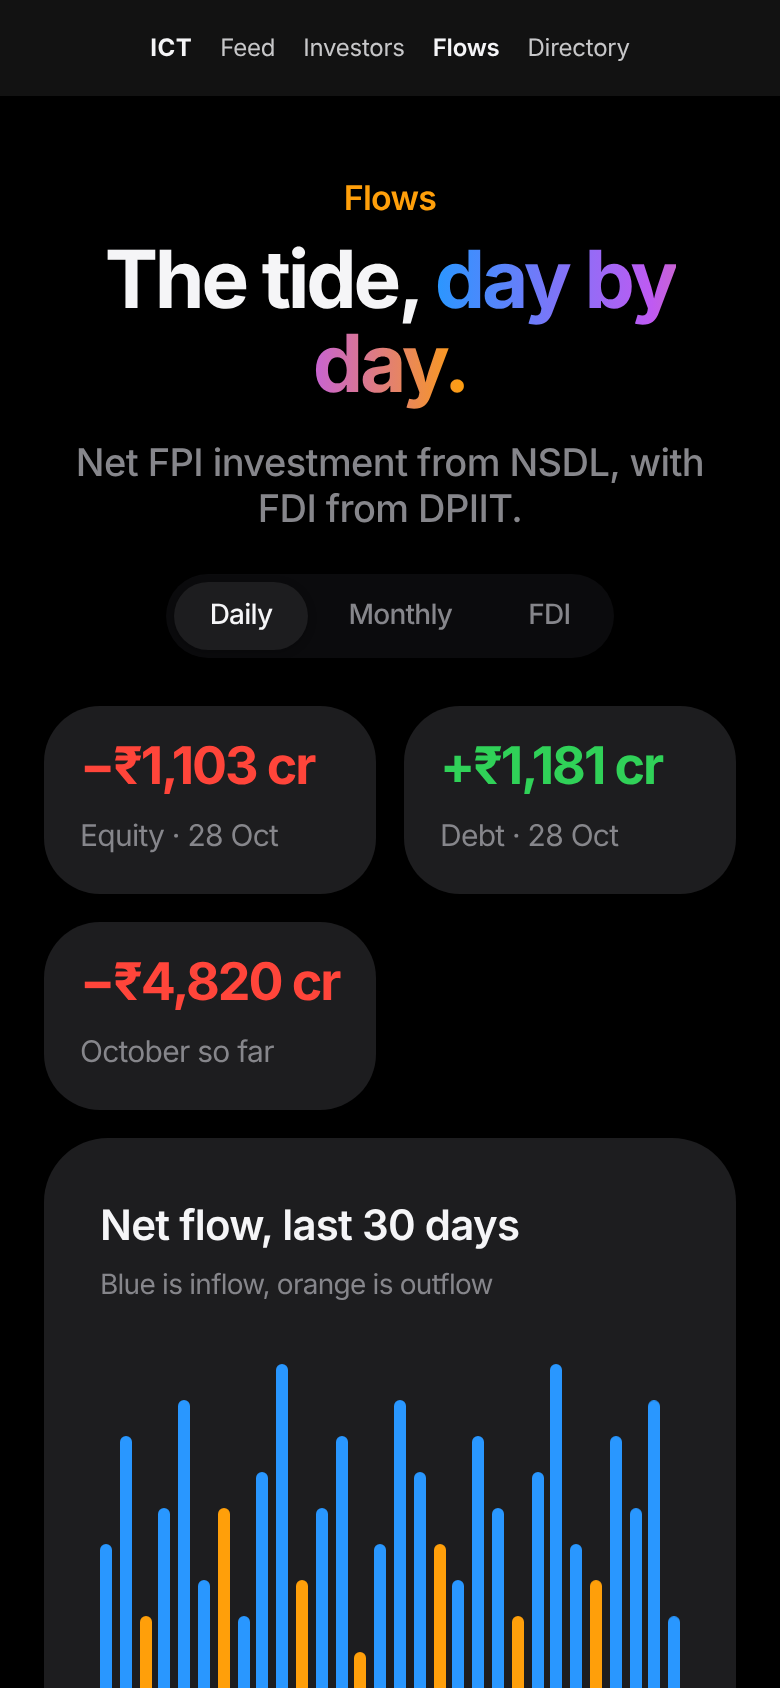 ICT Feed Investors Flows Directory
Flows
The tide, day by
day.
Net FPI investment from NSDL, with
FDI from DPIIT.
Daily Monthly FDI
−₹1,103 cr
Equity · 28 Oct
+₹1,181 cr
Debt · 28 Oct
−₹4,820 cr
October so far
Net flow, last 30 days
Blue is inflow, orange is outflow